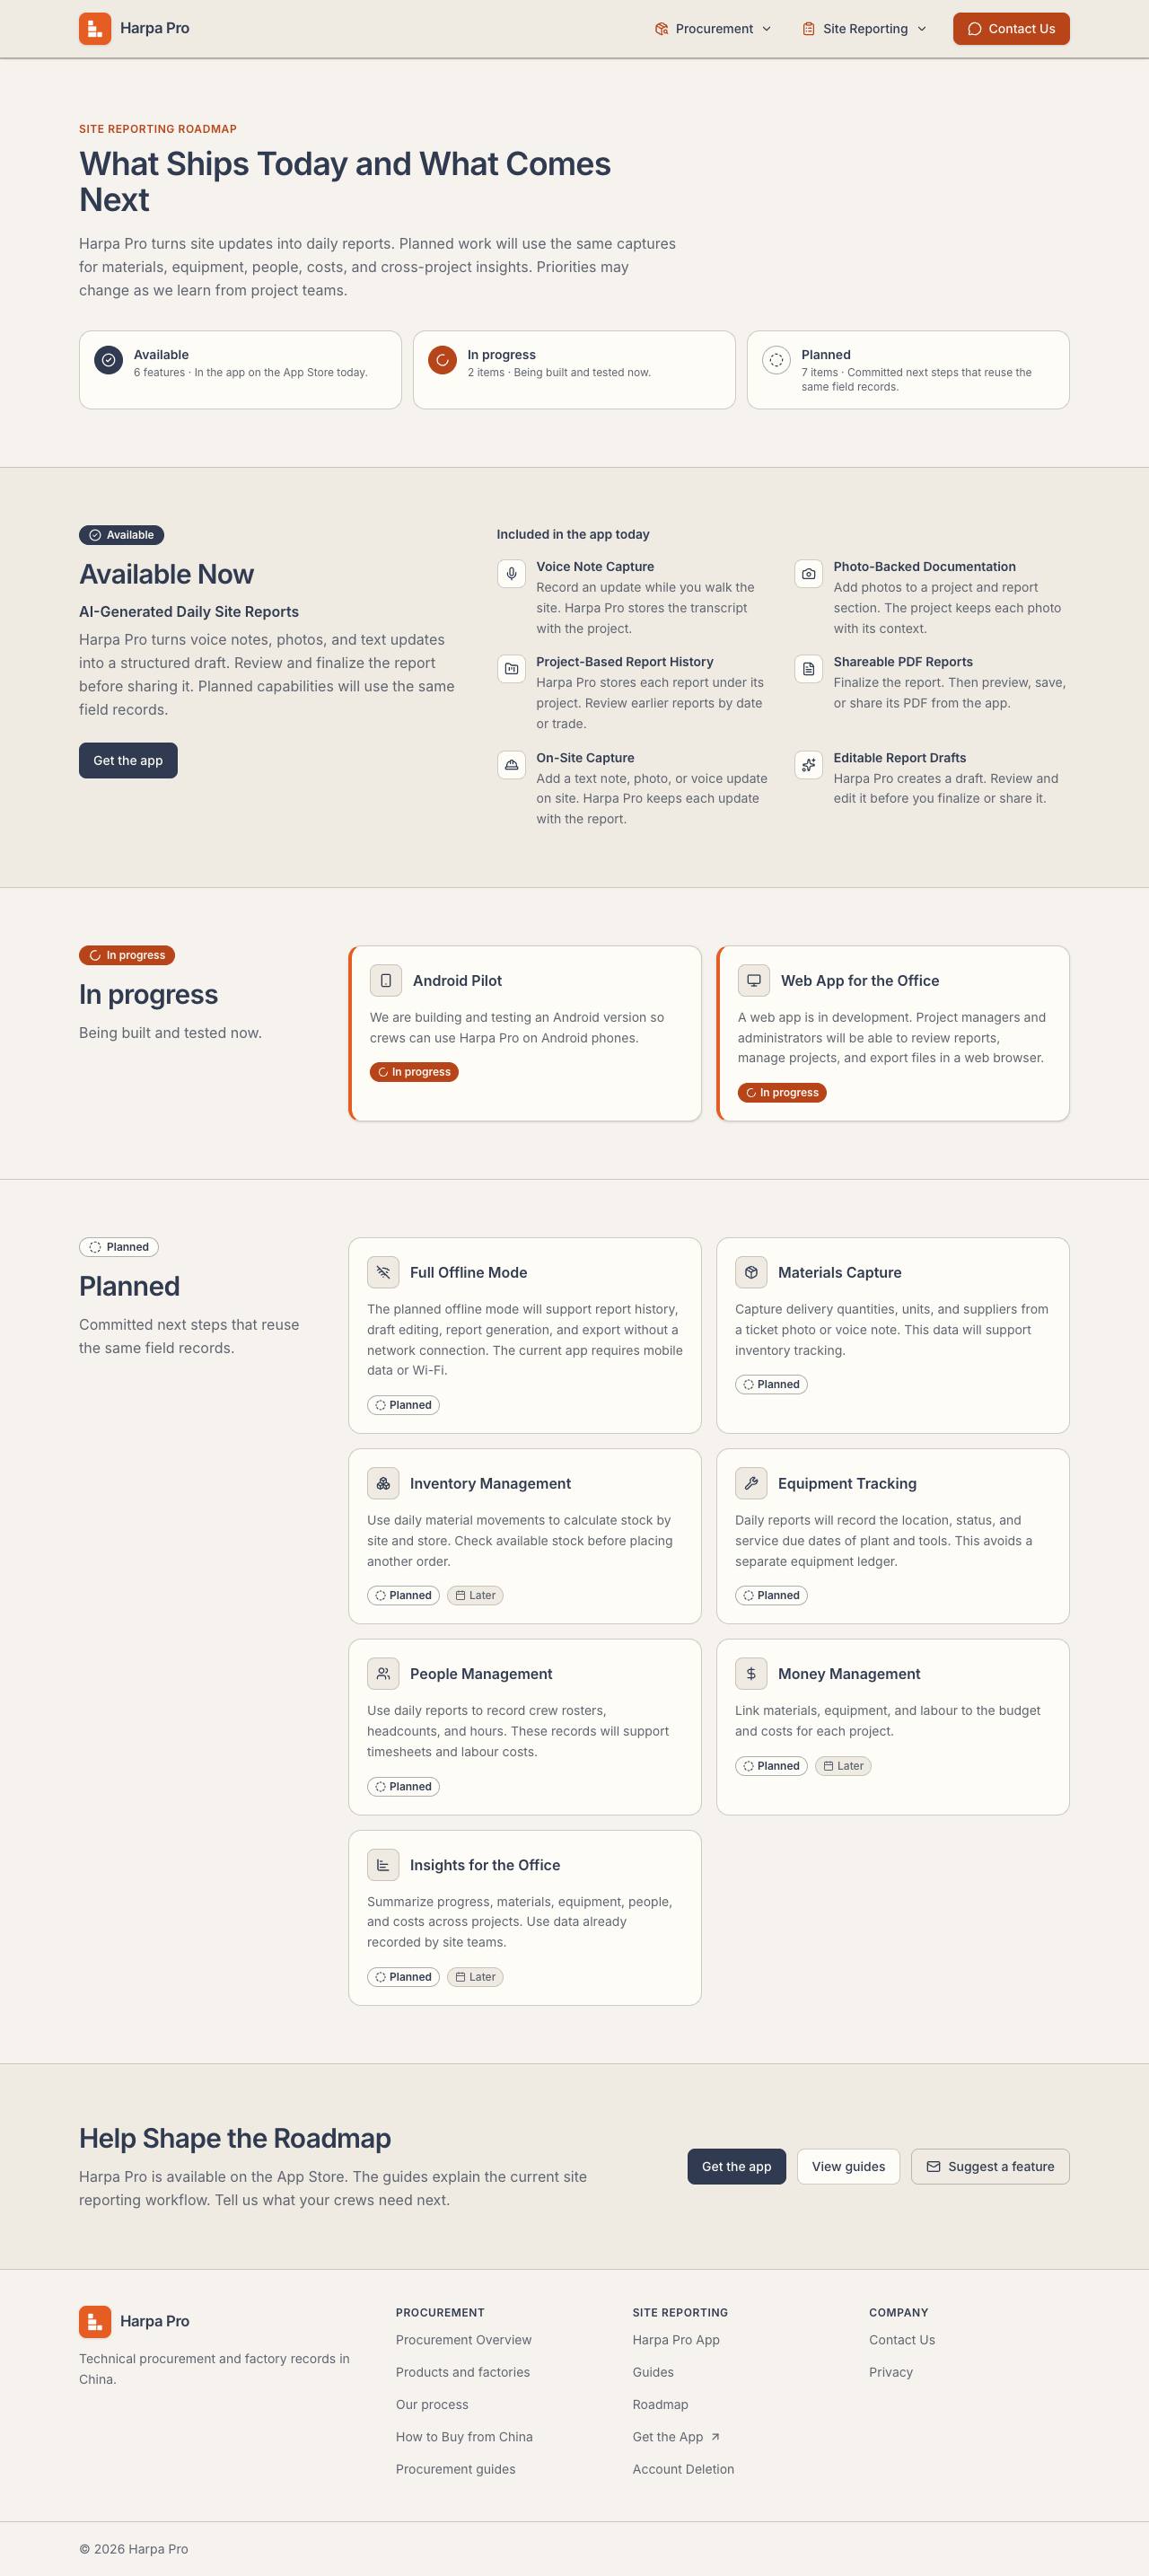 Harpa Pro
Procurement
Site Reporting
Contact Us
SITE REPORTING ROADMAP
What Ships Today and What Comes
Next
Harpa Pro turns site updates into daily reports. Planned work will use the same captures
for materials, equipment, people, costs, and cross-project insights. Priorities may
change as we learn from project teams.
Available
6 features · In the app on the App Store today.
In progress
2 items · Being built and tested now.
Planned
7 items · Committed next steps that reuse the
same field records.
Available
Available Now
AI-Generated Daily Site Reports
Harpa Pro turns voice notes, photos, and text updates
into a structured draft. Review and finalize the report
before sharing it. Planned capabilities will use the same
field records.
Get the app
Included in the app today
Voice Note Capture
Record an update while you walk the
site. Harpa Pro stores the transcript
with the project.
Photo-Backed Documentation
Add photos to a project and report
section. The project keeps each photo
with its context.
Project-Based Report History
Harpa Pro stores each report under its
project. Review earlier reports by date
or trade.
Shareable PDF Reports
Finalize the report. Then preview, save,
or share its PDF from the app.
On-Site Capture
Add a text note, photo, or voice update
on site. Harpa Pro keeps each update
with the report.
Editable Report Drafts
Harpa Pro creates a draft. Review and
edit it before you finalize or share it.
In progress
In progress
Being built and tested now.
Android Pilot
We are building and testing an Android version so
crews can use Harpa Pro on Android phones.
In progress
Web App for the Office
A web app is in development. Project managers and
administrators will be able to review reports,
manage projects, and export files in a web browser.
In progress
Planned
Planned
Committed next steps that reuse
the same field records.
Full Offline Mode
The planned offline mode will support report history,
draft editing, report generation, and export without a
network connection. The current app requires mobile
data or Wi-Fi.
Planned
Materials Capture
Capture delivery quantities, units, and suppliers from
a ticket photo or voice note. This data will support
inventory tracking.
Planned
Inventory Management
Use daily material movements to calculate stock by
site and store. Check available stock before placing
another order.
Planned
Later
Equipment Tracking
Daily reports will record the location, status, and
service due dates of plant and tools. This avoids a
separate equipment ledger.
Planned
People Management
Use daily reports to record crew rosters,
headcounts, and hours. These records will support
timesheets and labour costs.
Planned
Money Management
Link materials, equipment, and labour to the budget
and costs for each project.
Planned
Later
Insights for the Office
Summarize progress, materials, equipment, people,
and costs across projects. Use data already
recorded by site teams.
Planned
Later
Help Shape the Roadmap
Harpa Pro is available on the App Store. The guides explain the current site
reporting workflow. Tell us what your crews need next.
Get the app
View guides
Suggest a feature
Harpa Pro
Technical procurement and factory records in
China.
PROCUREMENT
Procurement Overview
Products and factories
Our process
How to Buy from China
Procurement guides
SITE REPORTING
Harpa Pro App
Guides
Roadmap
Get the App
Account Deletion
COMPANY
Contact Us
Privacy
© 2026 Harpa Pro